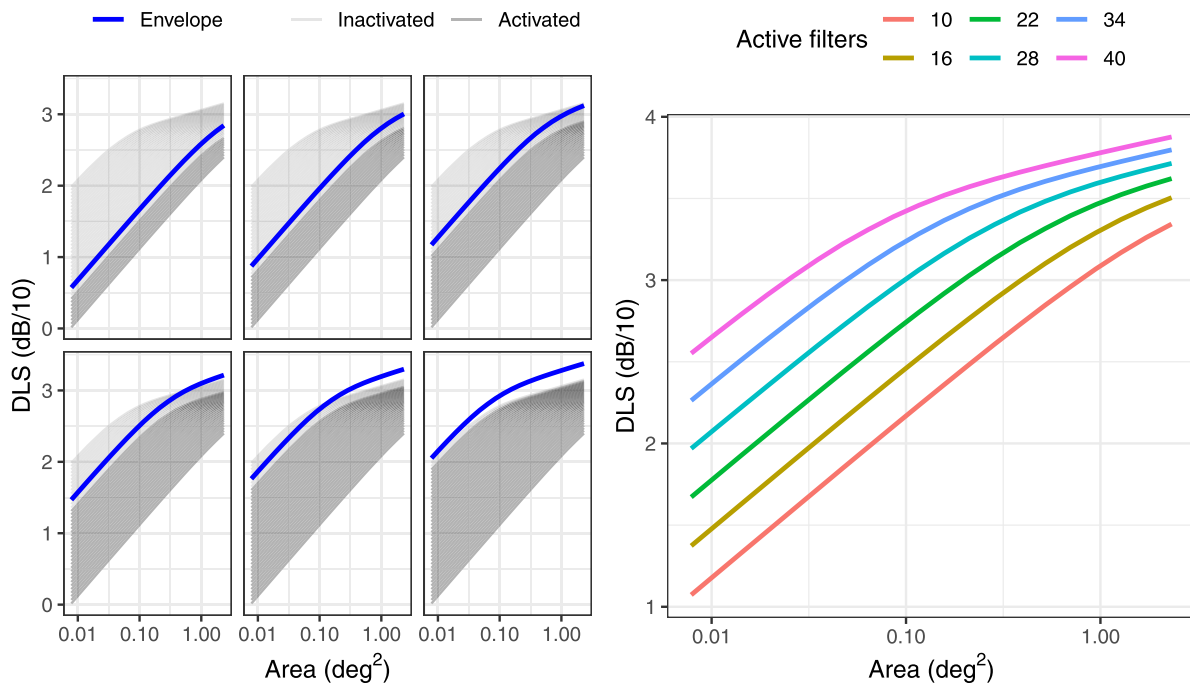 Envelope Inactivated Activated
DLS (dB/10)
3
2
1
0
3
2
1
0
0.01 0.10 1.00 0.01 0.10 1.00 0.01 0.10 1.00
Area (deg²)
Active filters 10 22 34
16 28 40
DLS (dB/10)
4
3
2
1
0.01 0.10 1.00
Area (deg²)